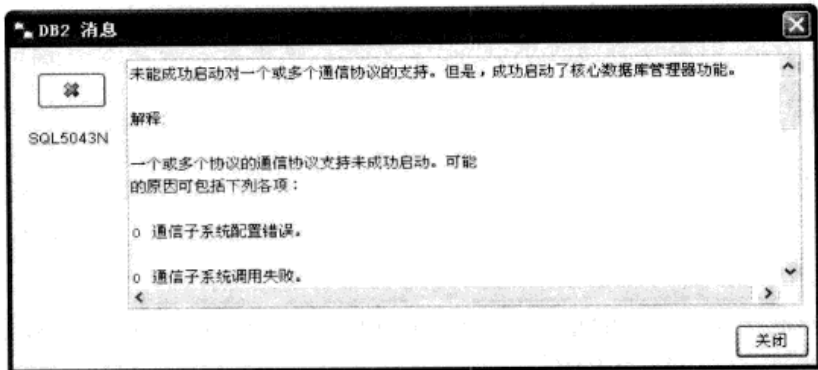 DB2 消息
未能成功启动对一个或多个通信协议的支持。但是，成功启动了核心数据库管理器功能。
SQL5043N
解释:
一个或多个协议的通信协议支持未成功启动。可能
的原因可包括下列各项：
o 通信子系统配置错误。
o 通信子系统调用失败。
关闭